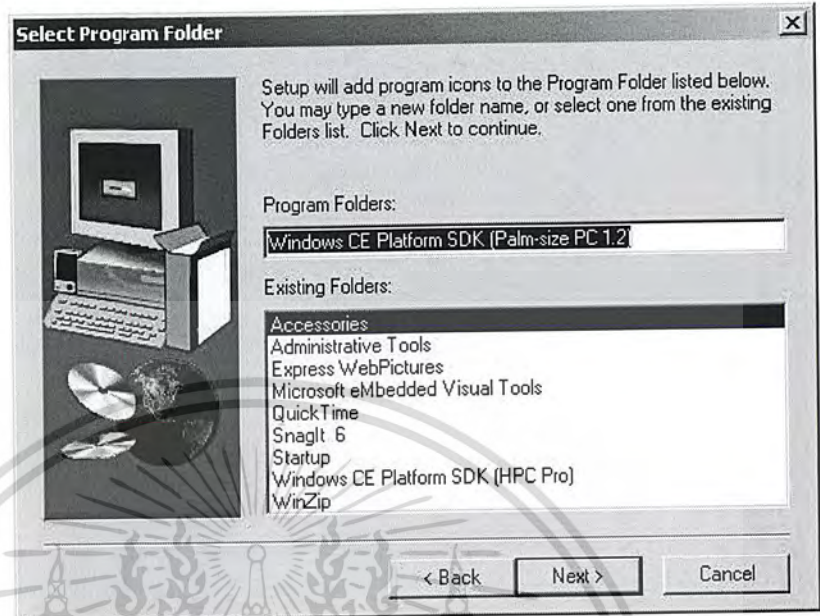 Select Program Folder
Setup will add program icons to the Program Folder listed below.
You may type a new folder name, or select one from the existing
Folders list. Click Next to continue.
Program Folders:
Windows CE Platform SDK (Palm-size PC 1.2)
Existing Folders:
Accessories
Administrative Tools
Express WebPictures
Microsoft eMbedded Visual Tools
QuickTime
SnagIt 6
Startup
Windows CE Platform SDK (HPC Pro)
WinZip
< Back
Next >
Cancel